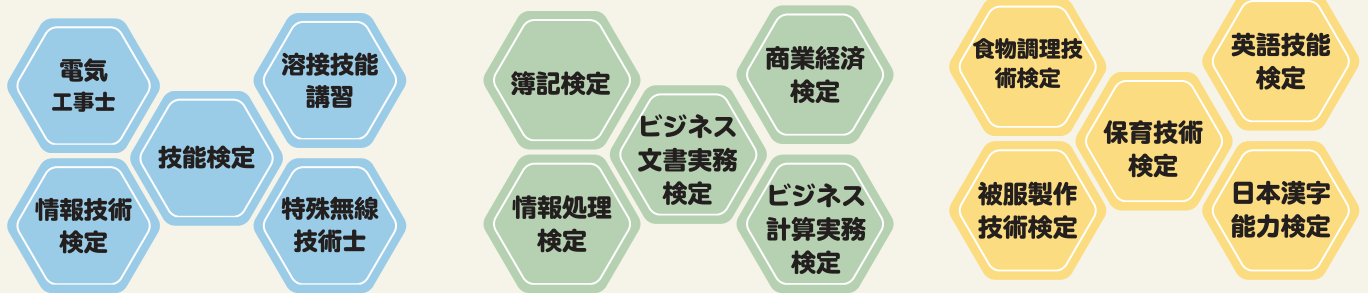 電気
工事士
溶接技能
講習
技能検定
情報技術
検定
特殊無線
技術士
簿記検定
商業経済
検定
ビジネス
文書実務
検定
情報処理
検定
ビジネス
計算実務
検定
食物調理技
術検定
英語技能
検定
保育技術
検定
被服製作
技術検定
日本漢字
能力検定